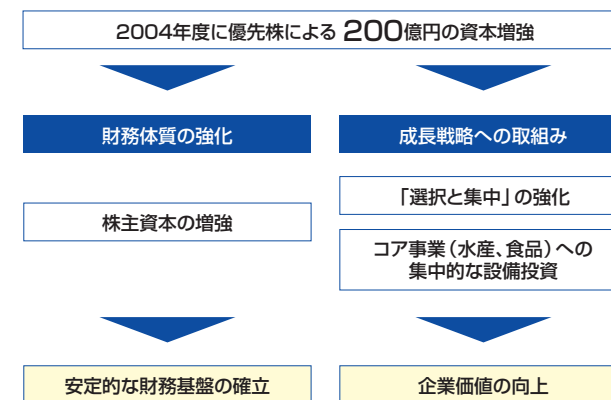 2004年度に優先株による 200億円の資本増強
財務体質の強化
成長戦略への取組み
株主資本の増強
「選択と集中」の強化
コア事業(水産、食品)への
集中的な設備投資
安定的な財務基盤の確立
企業価値の向上